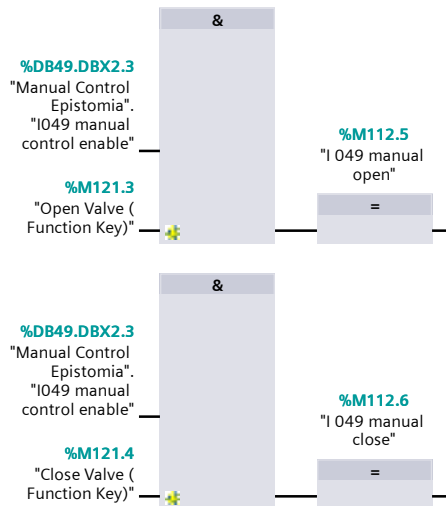 &
%DB49.DBX2.3
"Manual Control
Epistomia".
"I049 manual
control enable"
%M121.3
"Open Valve (
Function Key)"
%M112.5
"I 049 manual
open"
=
&
%DB49.DBX2.3
"Manual Control
Epistomia".
"I049 manual
control enable"
%M121.4
"Close Valve (
Function Key)"
%M112.6
"I 049 manual
close"
=